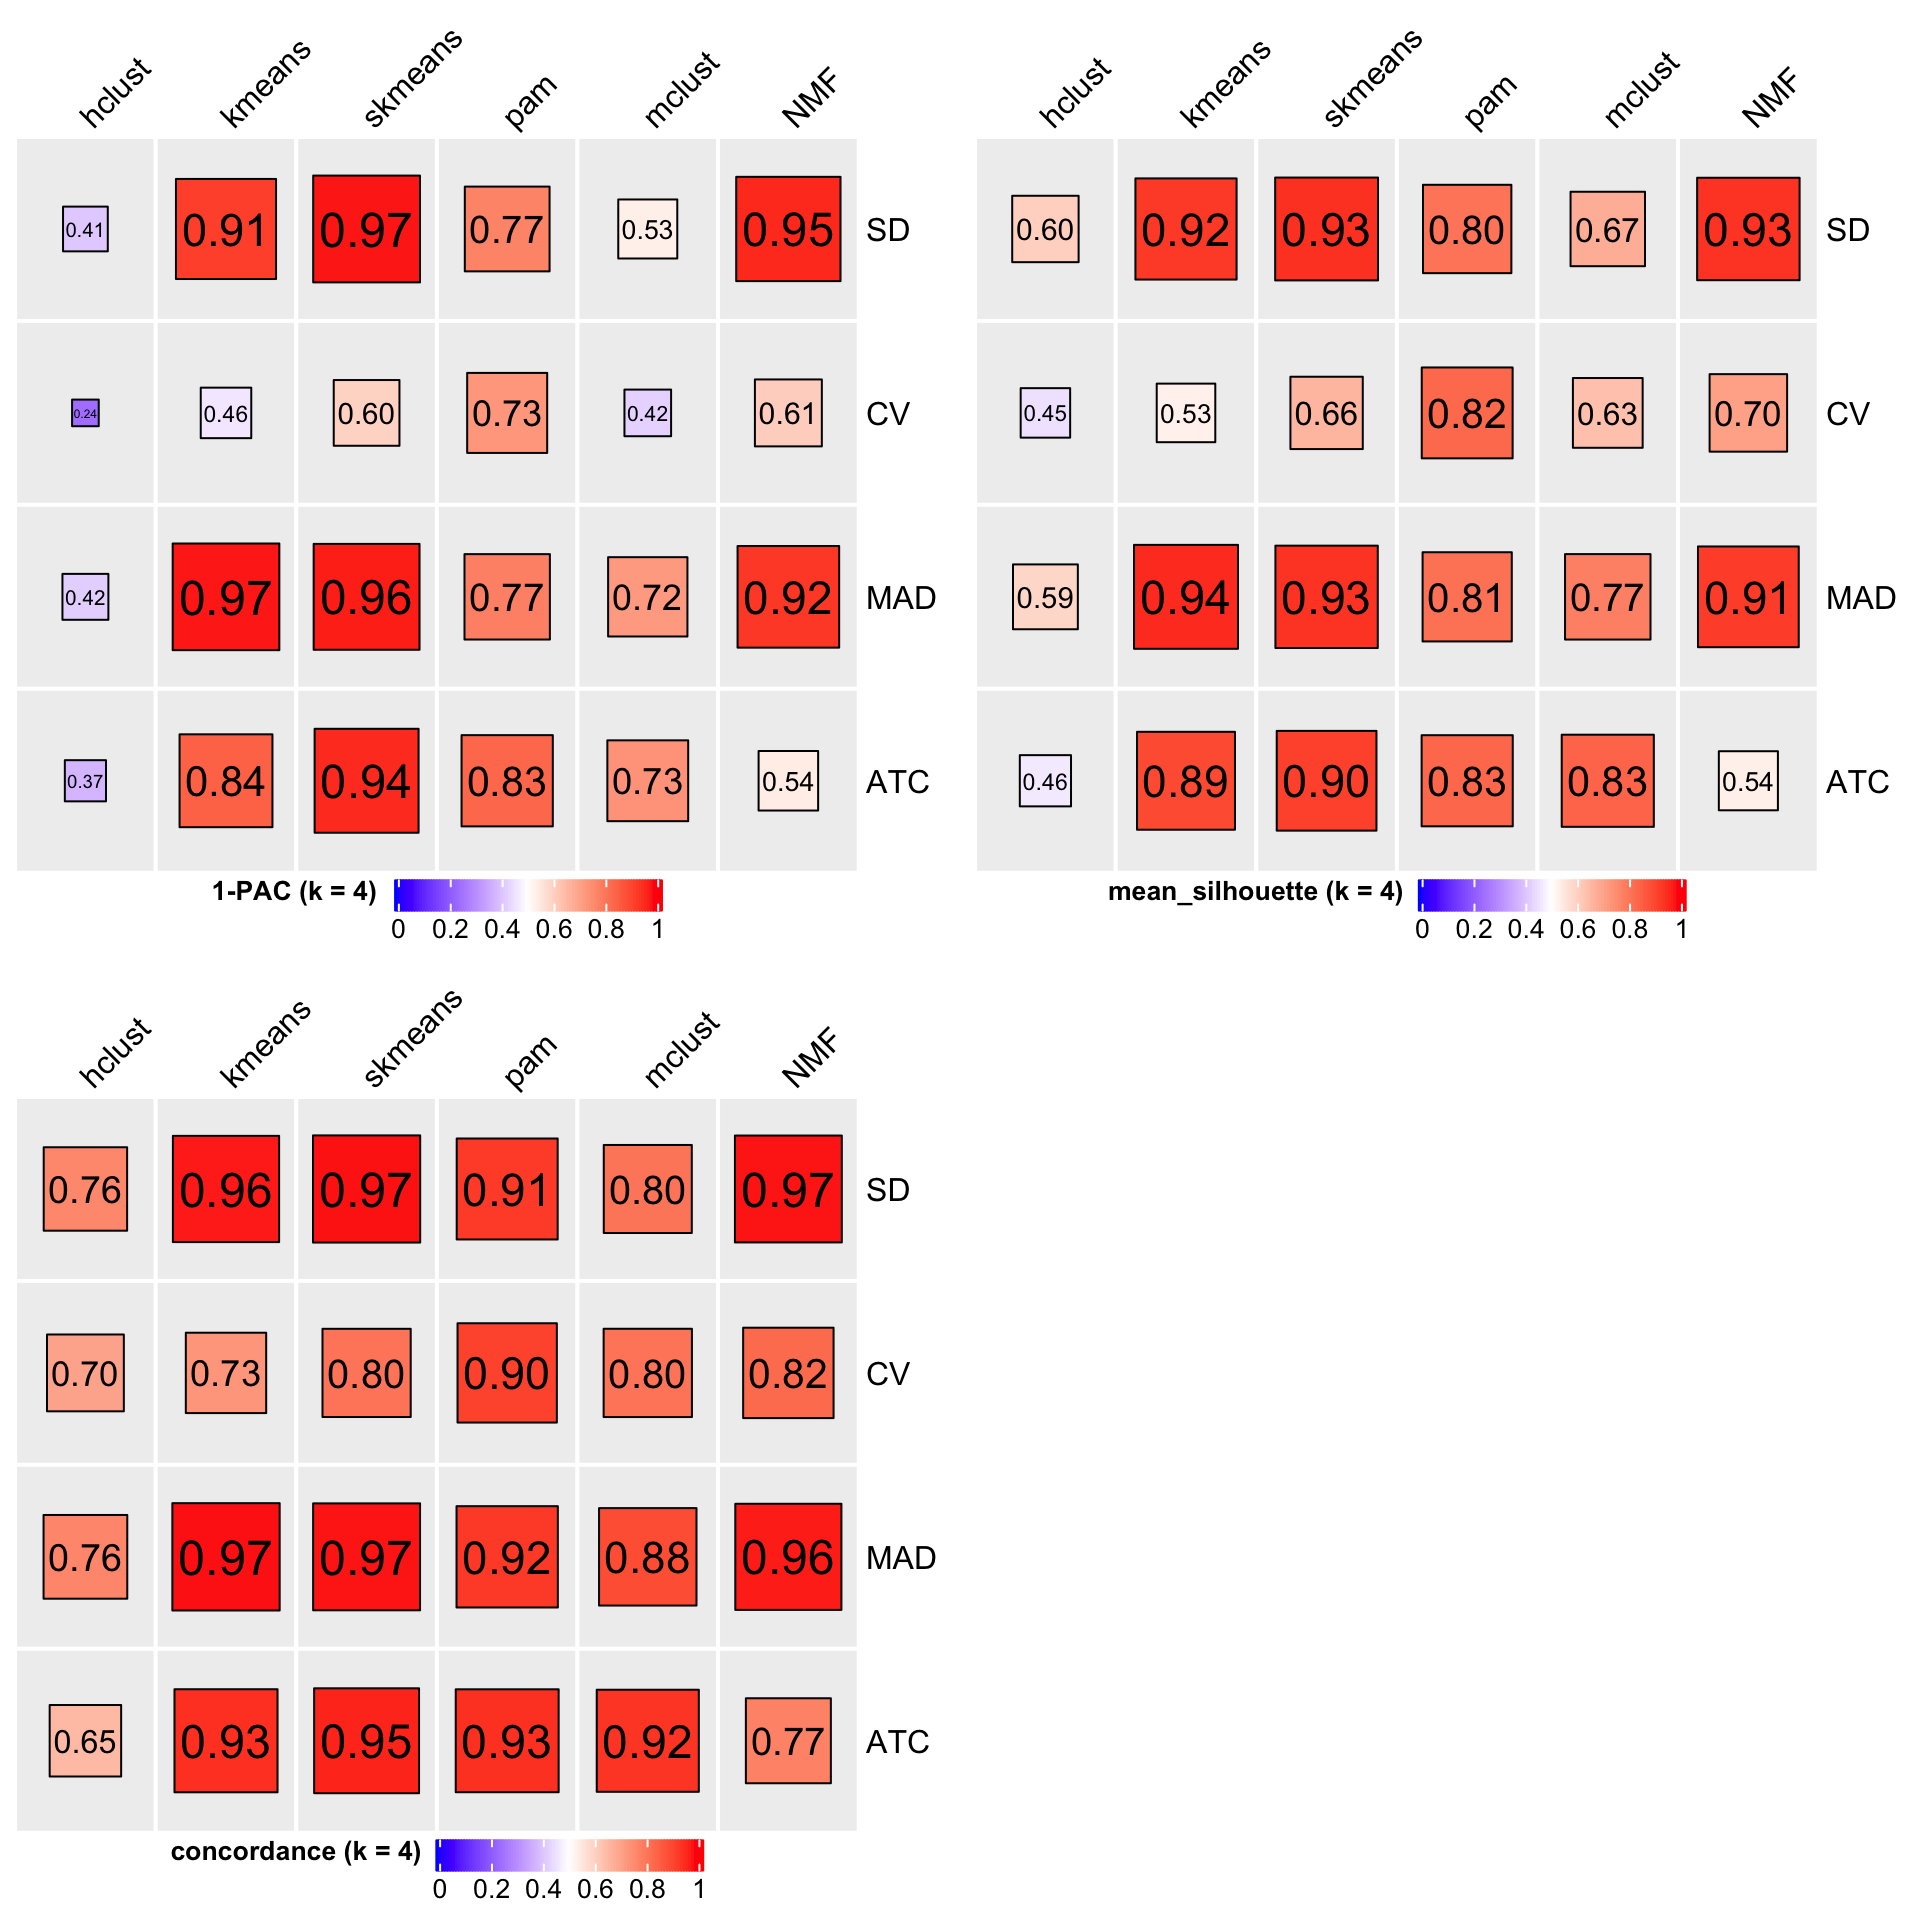 hclust kmeans skmeans pam mclust NMF
0.41 0.91 0.97 0.77 0.53 0.95 SD
0.24 0.46 0.60 0.73 0.42 0.61 CV
0.42 0.97 0.96 0.77 0.72 0.92 MAD
0.37 0.84 0.94 0.83 0.73 0.54 ATC
1-PAC (k = 4)
0 0.2 0.4 0.6 0.8 1
hclust kmeans skmeans pam mclust NMF
0.60 0.92 0.93 0.80 0.67 0.93 SD
0.45 0.53 0.66 0.82 0.63 0.70 CV
0.59 0.94 0.93 0.81 0.77 0.91 MAD
0.46 0.89 0.90 0.83 0.83 0.54 ATC
mean_silhouette (k = 4)
0 0.2 0.4 0.6 0.8 1
hclust kmeans skmeans pam mclust NMF
0.76 0.96 0.97 0.91 0.80 0.97 SD
0.70 0.73 0.80 0.90 0.80 0.82 CV
0.76 0.97 0.97 0.92 0.88 0.96 MAD
0.65 0.93 0.95 0.93 0.92 0.77 ATC
concordance (k = 4)
0 0.2 0.4 0.6 0.8 1